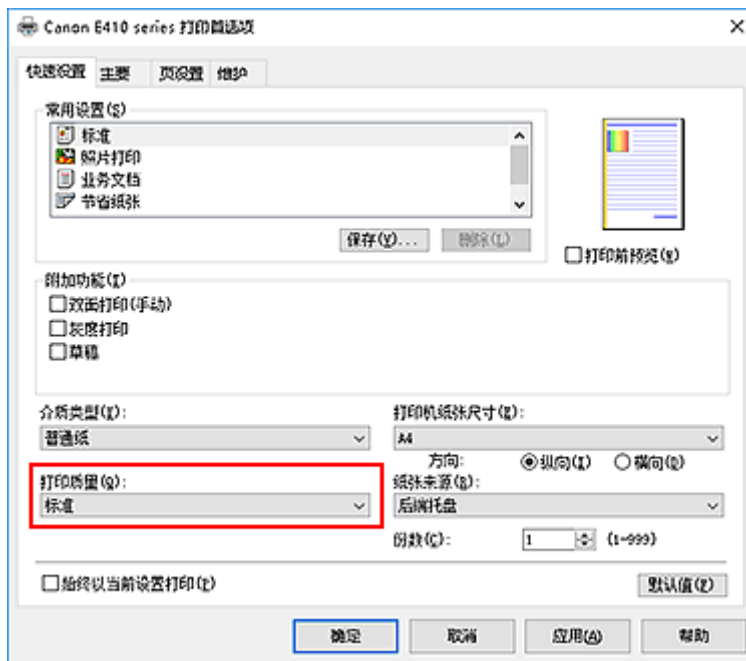 Canon E410 series 打印首选项
快速设置 主要 页设置 维护
常用设置(S)
标准
照片打印
业务文档
节省纸张
保存(V)... 删除(L)
打印前预览(W)
附加功能(I)
双面打印(手动)
灰度打印
草稿
介质类型(Y): 打印机纸张尺寸(Z):
普通纸 A4
方向: 纵向(I) 横向(D)
打印质量(Q): 纸张来源(B):
标准 后端托盘
份数(C): 1 (1-999)
始终以当前设置打印(P) 默认值(F)
确定 取消 应用(A) 帮助